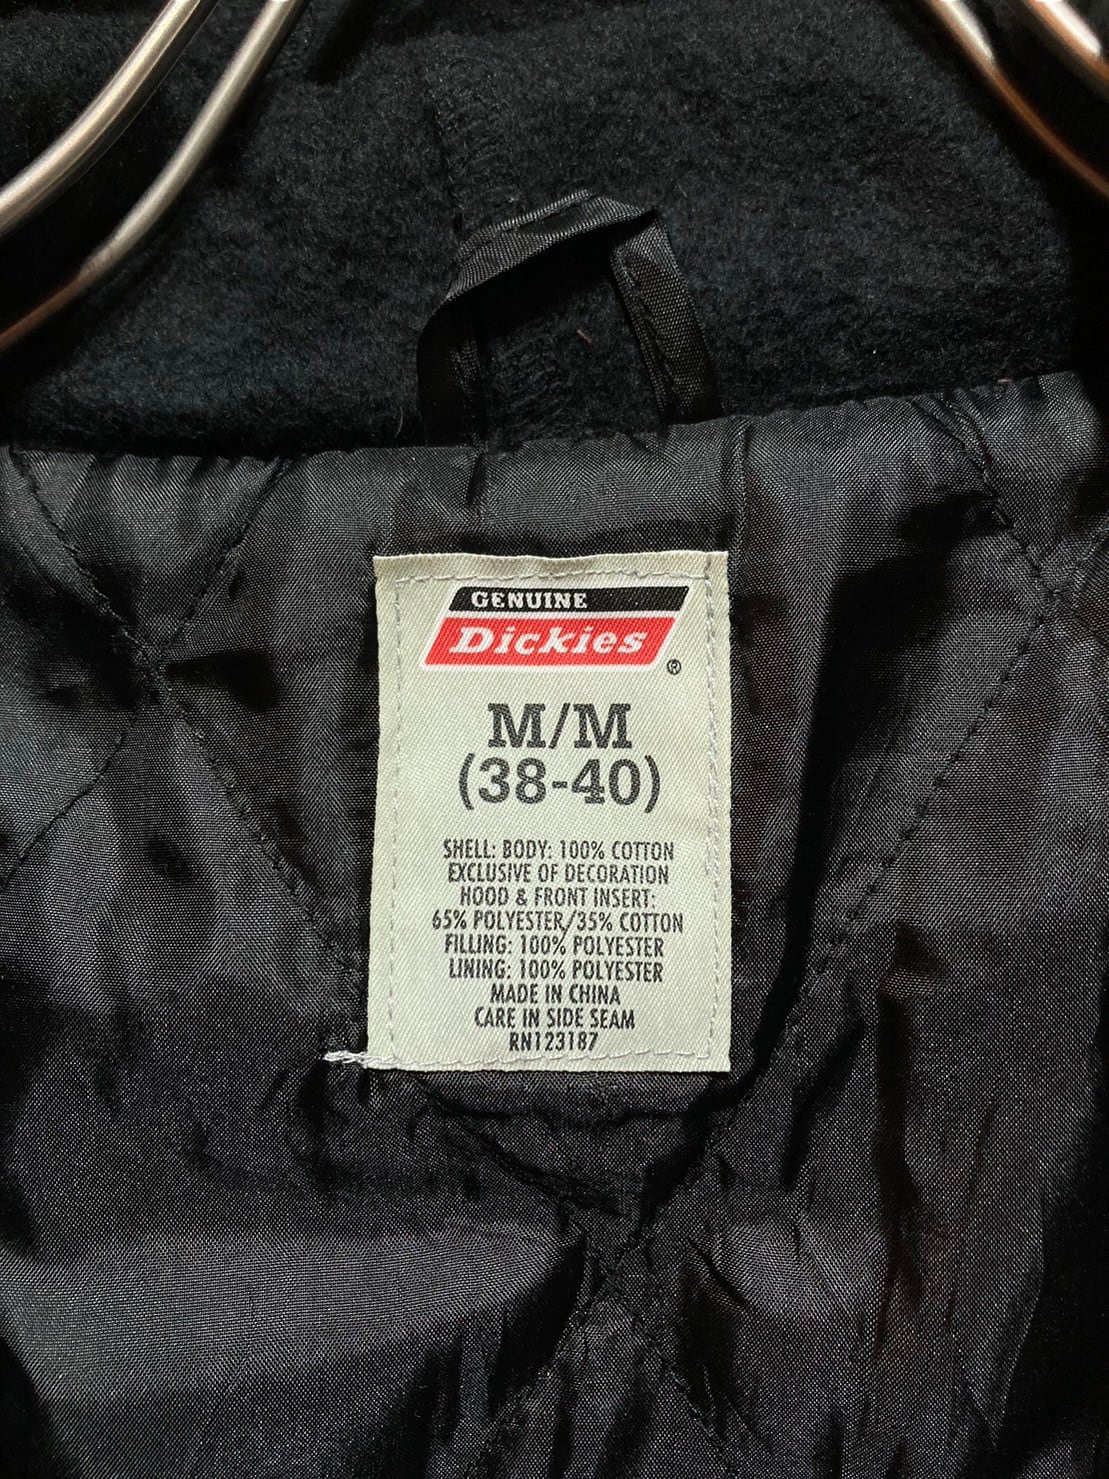 GENUINE
Dickies
®
M/M
(38-40)
SHELL: BODY: 100% COTTON
EXCLUSIVE OF DECORATION
HOOD & FRONT INSERT:
65% POLYESTER/35% COTTON
FILLING: 100% POLYESTER
LINING: 100% POLYESTER
MADE IN CHINA
CARE IN SIDE SEAM
RN123187